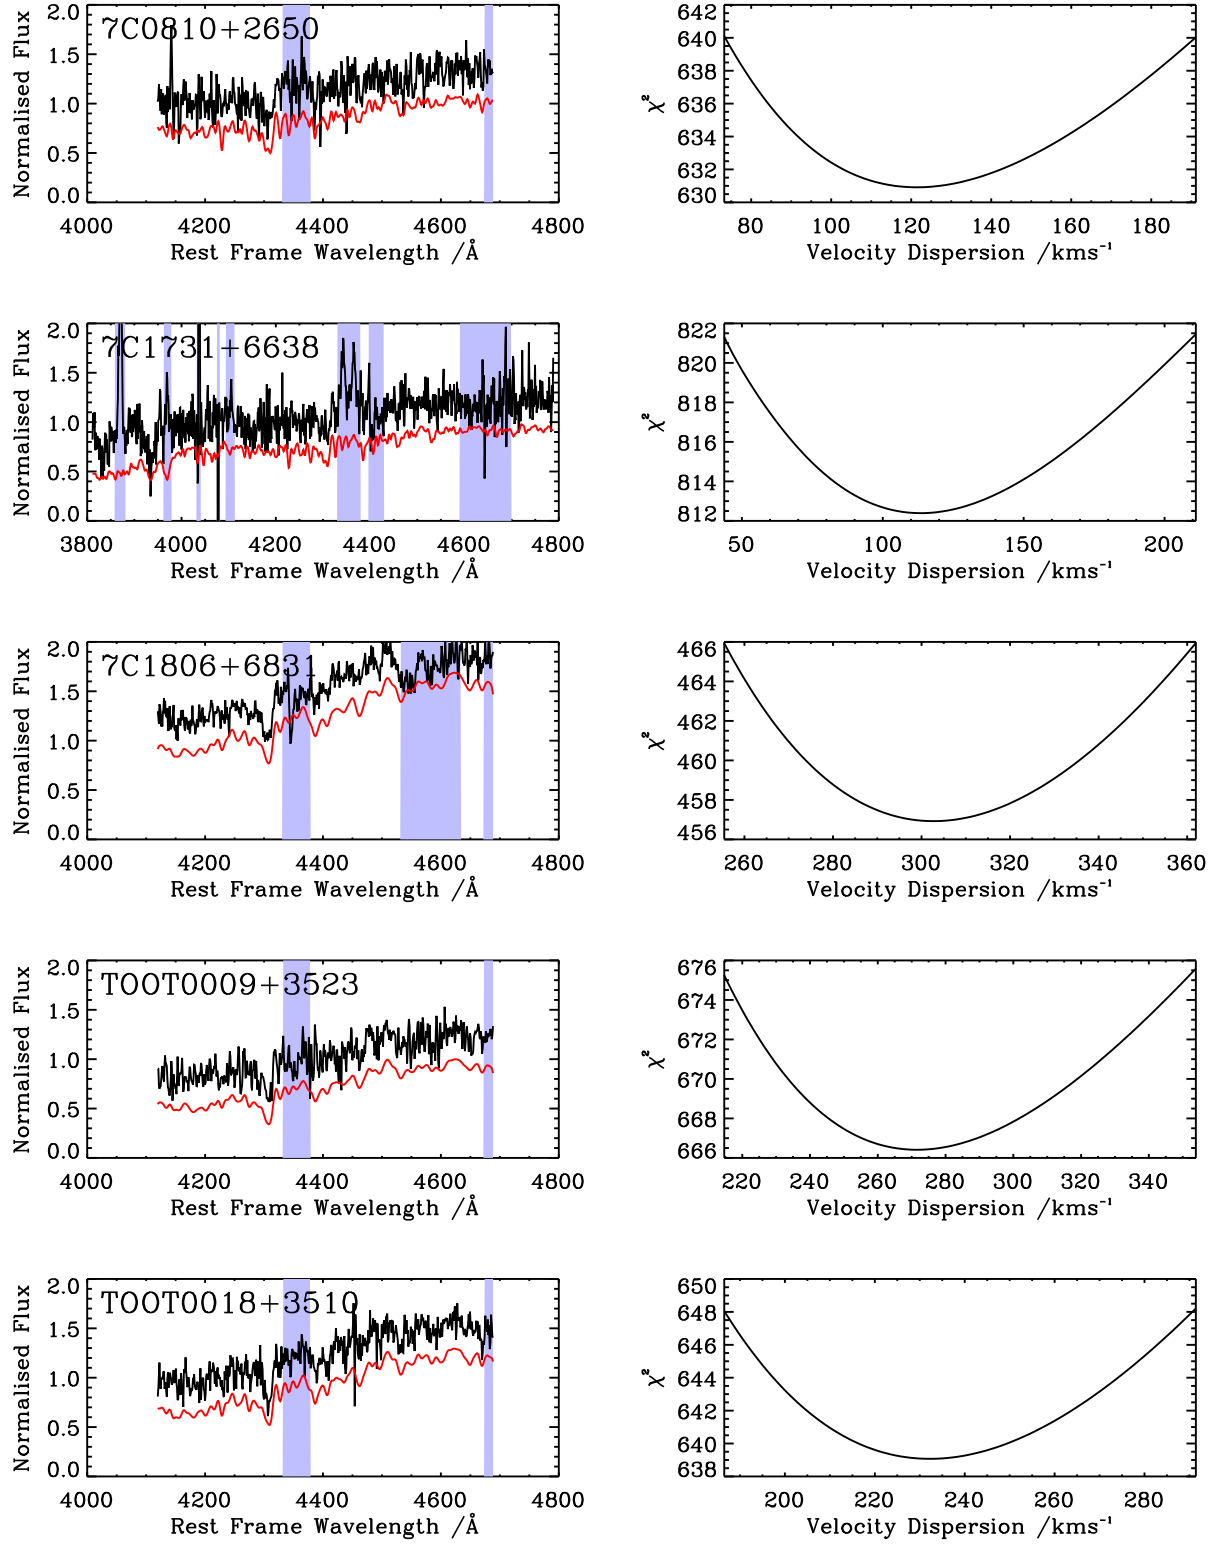 7C0810+2650
Normalised Flux
2.0
1.5
1.0
0.5
0.0
4000 4200 4400 4600 4800
Rest Frame Wavelength /Å
χ²
642
640
638
636
634
632
630
80 100 120 140 160 180
Velocity Dispersion /kms⁻¹
7C1731+6638
Normalised Flux
2.0
1.5
1.0
0.5
0.0
3800 4000 4200 4400 4600 4800
Rest Frame Wavelength /Å
χ²
822
820
818
816
814
812
50 100 150 200
Velocity Dispersion /kms⁻¹
7C1806+6831
Normalised Flux
2.0
1.5
1.0
0.5
0.0
4000 4200 4400 4600 4800
Rest Frame Wavelength /Å
χ²
466
464
462
460
458
456
260 280 300 320 340 360
Velocity Dispersion /kms⁻¹
TOOT0009+3523
Normalised Flux
2.0
1.5
1.0
0.5
0.0
4000 4200 4400 4600 4800
Rest Frame Wavelength /Å
χ²
676
674
672
670
668
666
220 240 260 280 300 320 340
Velocity Dispersion /kms⁻¹
TOOT0018+3510
Normalised Flux
2.0
1.5
1.0
0.5
0.0
4000 4200 4400 4600 4800
Rest Frame Wavelength /Å
χ²
650
648
646
644
642
640
638
200 220 240 260 280
Velocity Dispersion /kms⁻¹